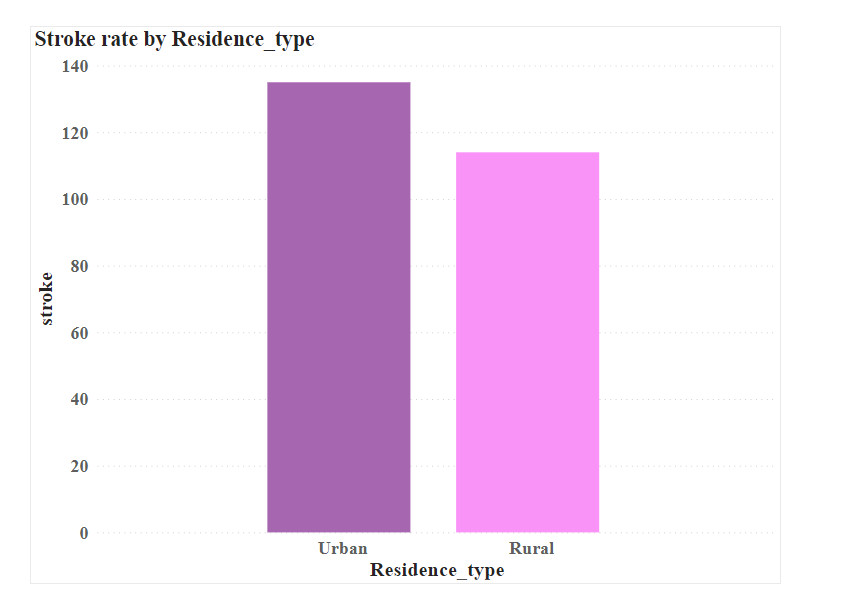 Stroke rate by Residence_type
140
120
100
80
60
40
20
0
stroke
Urban Rural
Residence_type